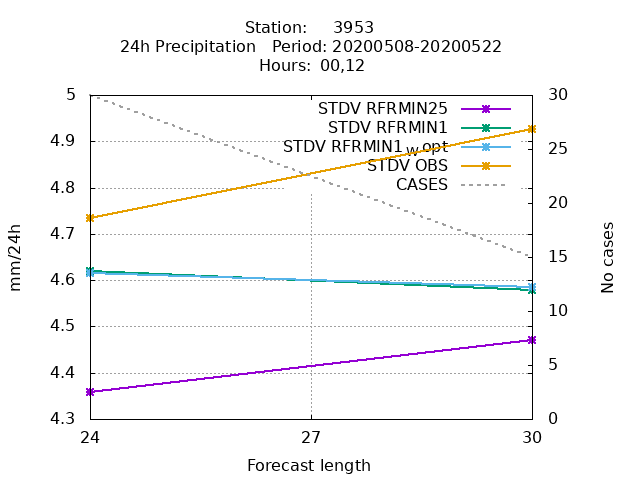 Station: 3953
24h Precipitation Period: 20200508-20200522
Hours: 00,12
5 30
STDV RFRMIN25
STDV RFRMIN1
4.9 25
STDV RFRMIN1_w_opt
STDV OBS
4.8 CASES 20
4.7
mm/24h
No cases
15
4.6
10
4.5
4.4 5
4.3 0
24 27 30
Forecast length